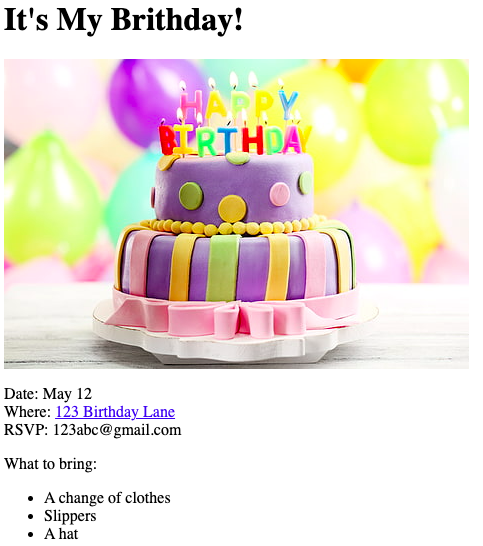 It's My Brithday!
HAPPY
BIRTHDAY
Date: May 12
Where: 123 Birthday Lane
RSVP: 123abc@gmail.com
What to bring:
A change of clothes
Slippers
A hat